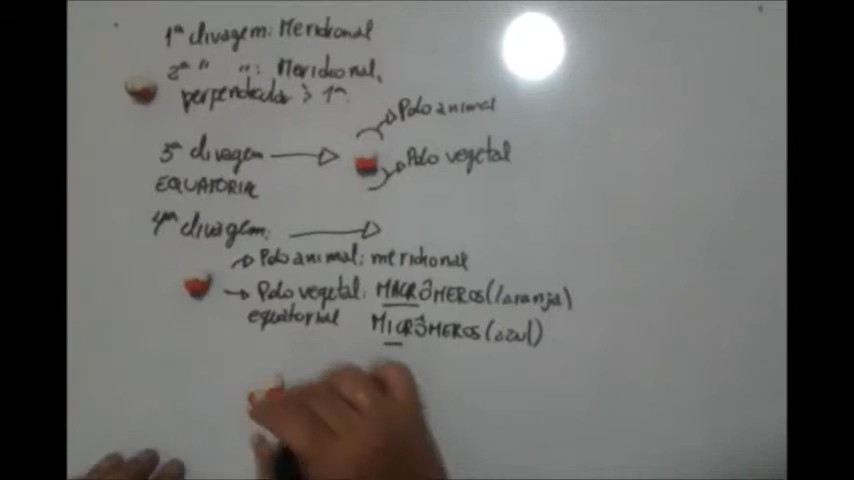 1ª clivagem: Meridional
2ª " ": Meridional,
perpendicular à 1ª.
Polo animal
3ª clivagem
Polo vegetal
EQUATORIAL
4ª clivagem:
Polo animal: meridional
Polo vegetal: MACRÔMEROS (laranja)
equatorial MICRÔMEROS (azul)